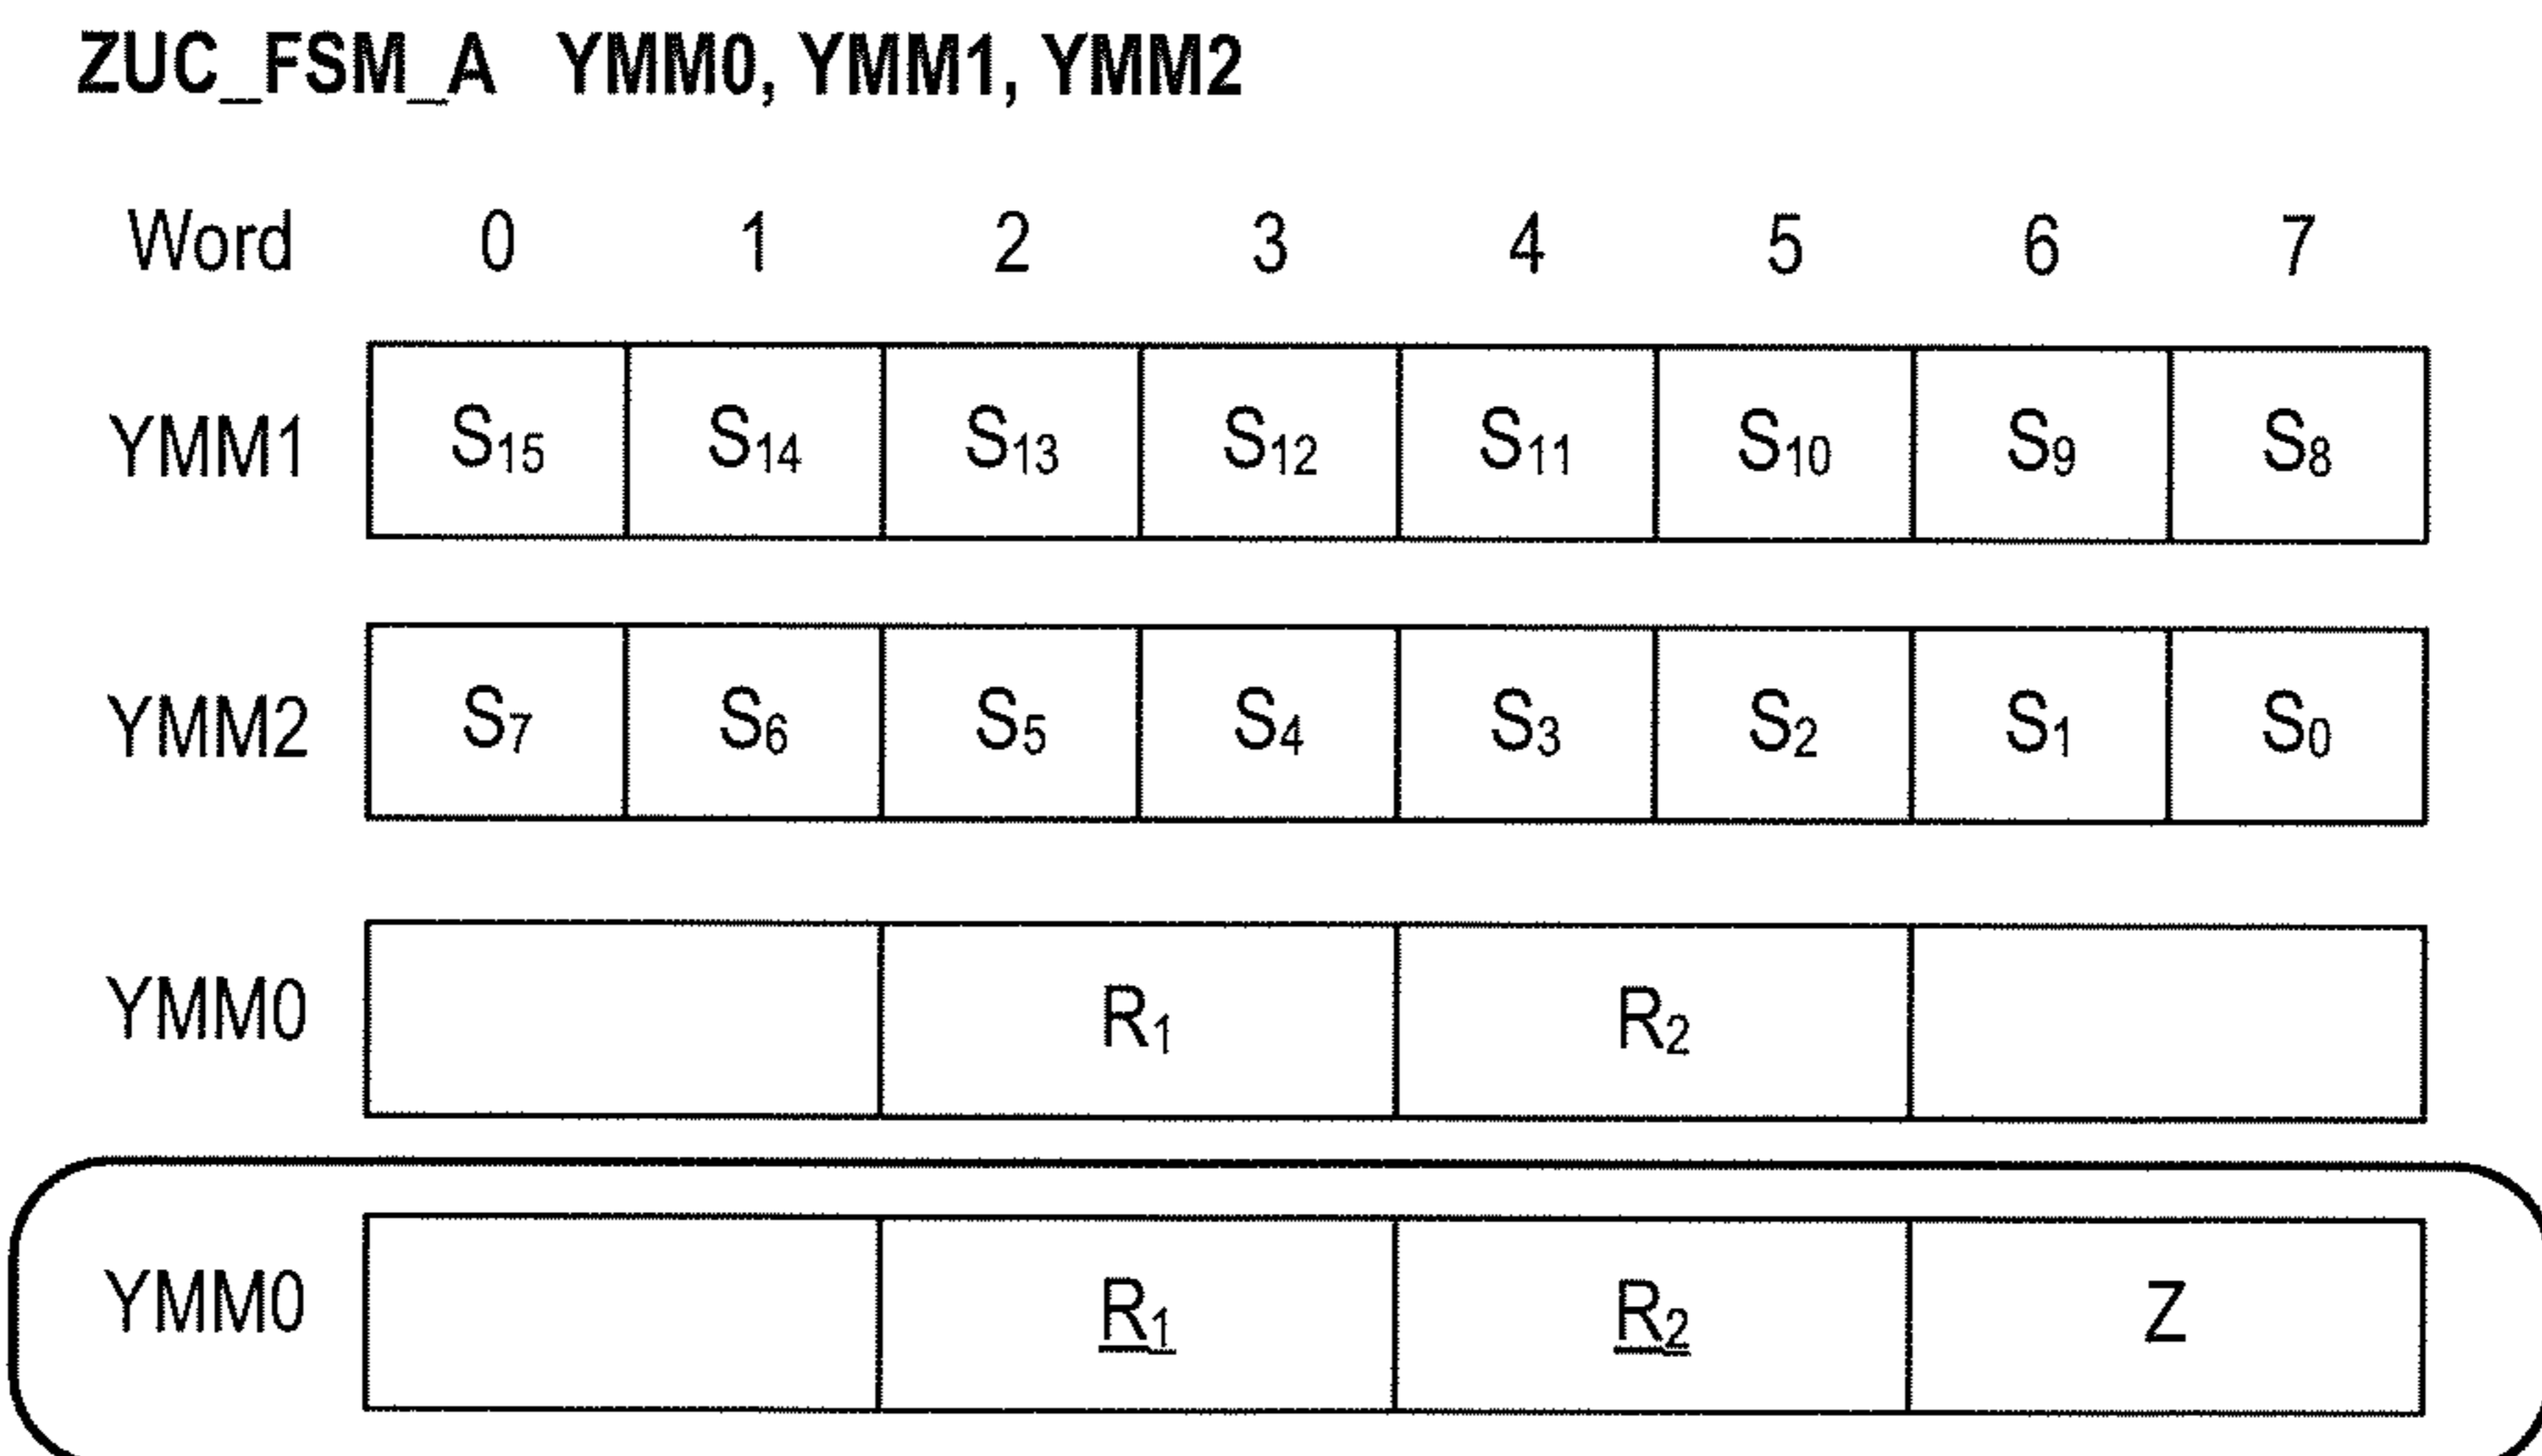 ZUC_FSM_A YMM0, YMM1, YMM2
Word 0 1 2 3 4 5 6 7
YMM1 S15 S14 S13 S12 S11 S10 S9 S8
YMM2 S7 S6 S5 S4 S3 S2 S1 S0
YMM0 R1 R2
YMM0 R1 R2 Z